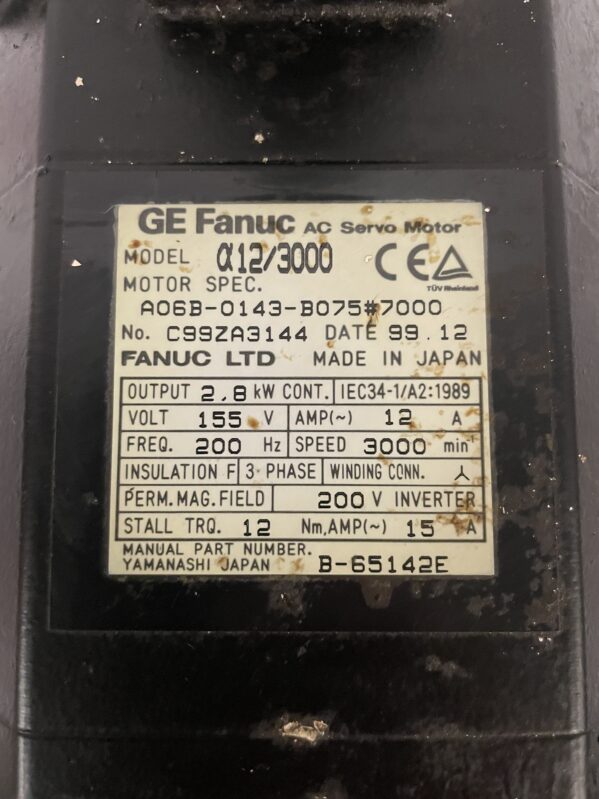 GE Fanuc AC Servo Motor
MODEL α12/3000 CE
TÜV Rheinland
MOTOR SPEC.
A06B-0143-B075#7000
No. C99ZA3144 DATE 99.12
FANUC LTD MADE IN JAPAN
OUTPUT 2.8 kW CONT. IEC34-1/A2:1989
VOLT 155 V AMP(~) 12 A
FREQ. 200 Hz SPEED 3000 min⁻¹
INSULATION F 3 PHASE WINDING CONN. ⅄
PERM.MAG.FIELD 200 V INVERTER
STALL TRQ. 12 Nm,AMP(~) 15 A
MANUAL PART NUMBER.
YAMANASHI JAPAN B-65142E